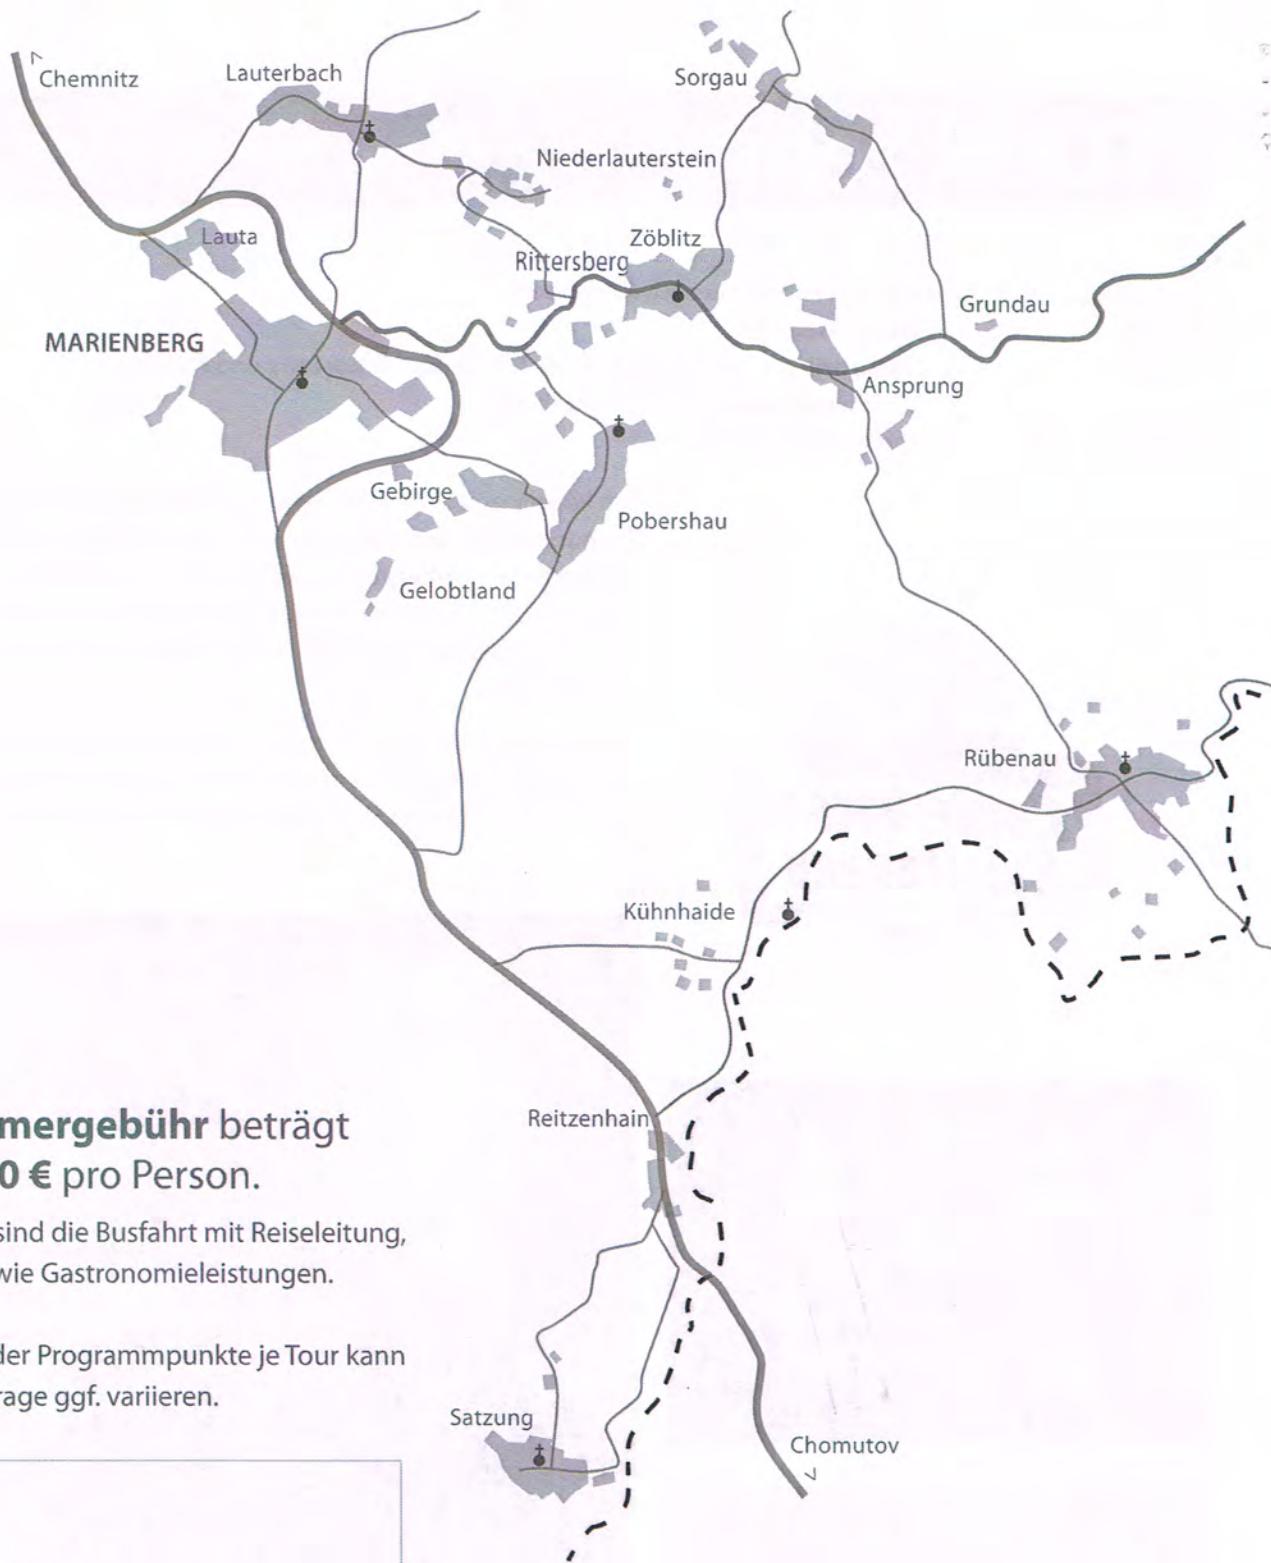 Chemnitz
Lauterbach
Sorgau
Niederlauterstein
Lauta
Zöblitz
Rittersberg
Grundau
MARIENBERG
Ansprung
Gebirge
Pobershau
Gelobtland
Rübenau
Kühnhaide
Reitzenhain
mergebühr beträgt
0 € pro Person.
sind die Busfahrt mit Reiseleitung,
wie Gastronomieleistungen.
der Programmpunkte je Tour kann
rage ggf. variieren.
Satzung
Chomutov